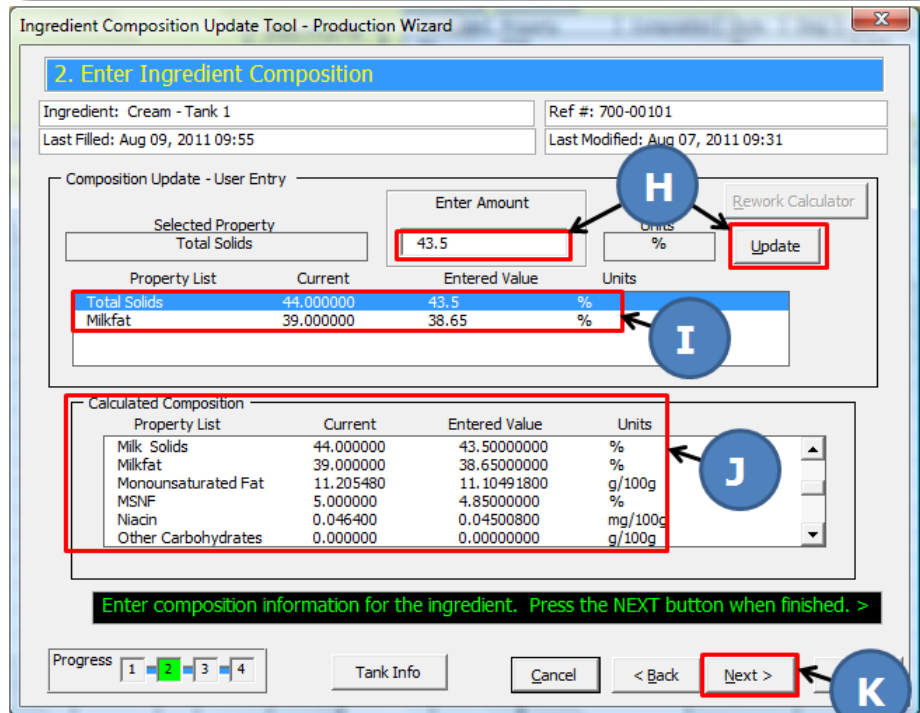 Ingredient Composition Update Tool - Production Wizard
X
2. Enter Ingredient Composition
Ingredient: Cream - Tank 1
Ref #: 700-00101
Last Filled: Aug 09, 2011 09:55
Last Modified: Aug 07, 2011 09:31
Composition Update - User Entry
H
Enter Amount
Rework Calculator
Selected Property
Units
Total Solids
43.5
%
Update
Property List Current Entered Value Units
Total Solids 44.000000 43.5 %
Milkfat 39.000000 38.65 %
I
Calculated Composition
Property List Current Entered Value Units
Milk Solids 44.000000 43.50000000 %
Milkfat 39.000000 38.65000000 %
Monounsaturated Fat 11.205480 11.10491800 g/100g
J
MSNF 5.000000 4.85000000 %
Niacin 0.046400 0.04500800 mg/100g
Other Carbohydrates 0.000000 0.00000000 g/100g
Enter composition information for the ingredient. Press the NEXT button when finished. >
Progress 1 2 3 4
Tank Info
Cancel
< Back
Next >
K